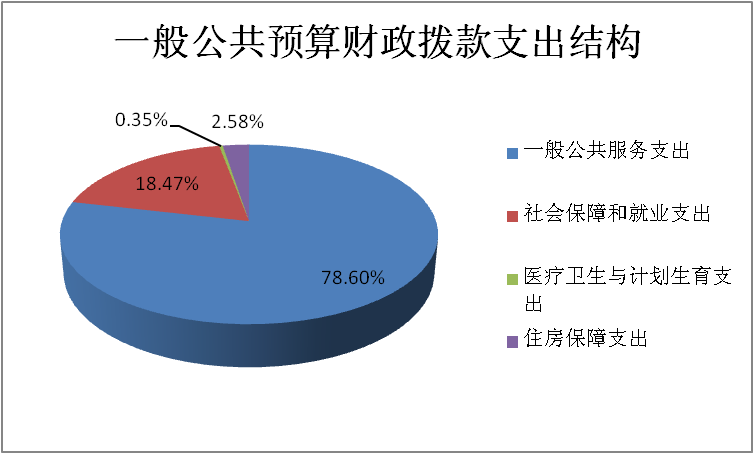 一般公共预算财政拨款支出结构
0.35%
2.58%
18.47%
78.60%
一般公共服务支出
社会保障和就业支出
医疗卫生与计划生育支
出
住房保障支出